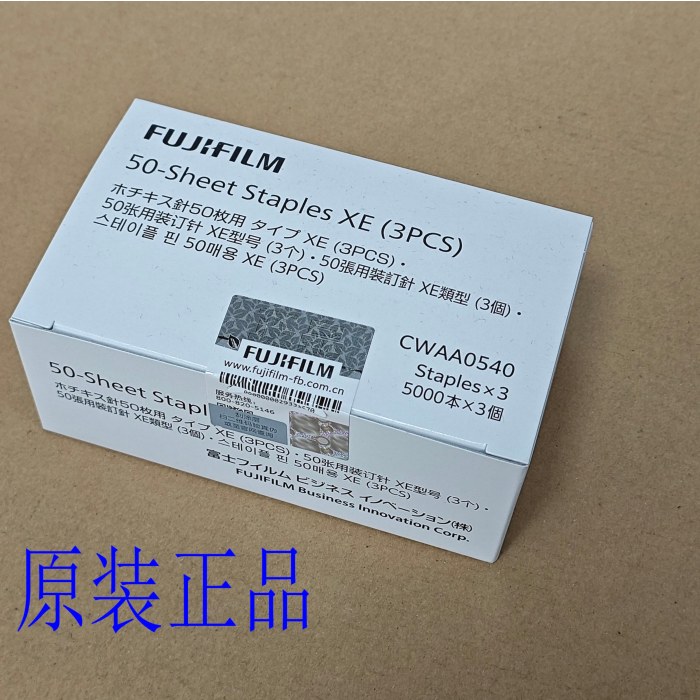 FUJIFILM
50-Sheet Staples XE (3PCS)
ホチキス針50枚用 タイプ XE (3PCS)・
50张用装订针 XE型号 (3个)・50張用裝訂針 XE類型 (3個)・
스테이플 핀 50매용 XE (3PCS)
CWAA0540
Staples×3
5000本×3個
FUJIFILM
www.fujifilm-fb.com.cn
服务热线:
800-820-5146
50-Sheet Stapl
ホチキス針50枚用 タイプ XE (3PCS)・50张用装订针 XE型号 (3个)・
50張用裝訂針 XE類型 (3個)・스테이플 핀 50매용 XE (3PCS)
富士フイルム ビジネス イノベーション(株)
FUJIFILM Business Innovation Corp.
原装正品